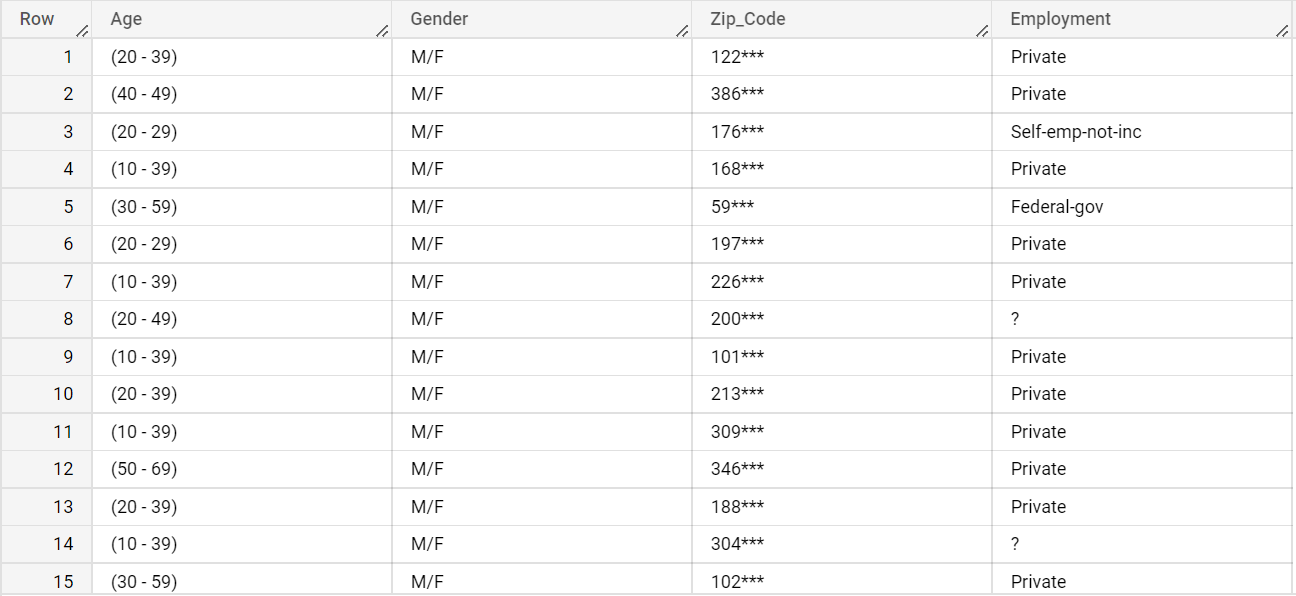 Row Age Gender Zip_Code Employment
1 (20 - 39) M/F 122*** Private
2 (40 - 49) M/F 386*** Private
3 (20 - 29) M/F 176*** Self-emp-not-inc
4 (10 - 39) M/F 168*** Private
5 (30 - 59) M/F 59*** Federal-gov
6 (20 - 29) M/F 197*** Private
7 (10 - 39) M/F 226*** Private
8 (20 - 49) M/F 200*** ?
9 (10 - 39) M/F 101*** Private
10 (20 - 39) M/F 213*** Private
11 (10 - 39) M/F 309*** Private
12 (50 - 69) M/F 346*** Private
13 (20 - 39) M/F 188*** Private
14 (10 - 39) M/F 304*** ?
15 (30 - 59) M/F 102*** Private